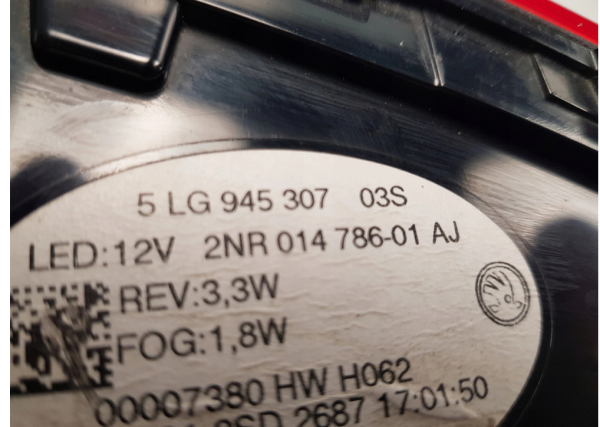 5 LG 945 307 03S
LED:12V 2NR 014 786-01 AJ
REV:3,3W
FOG:1,8W
00007380 HW H062
2687 17:01:50